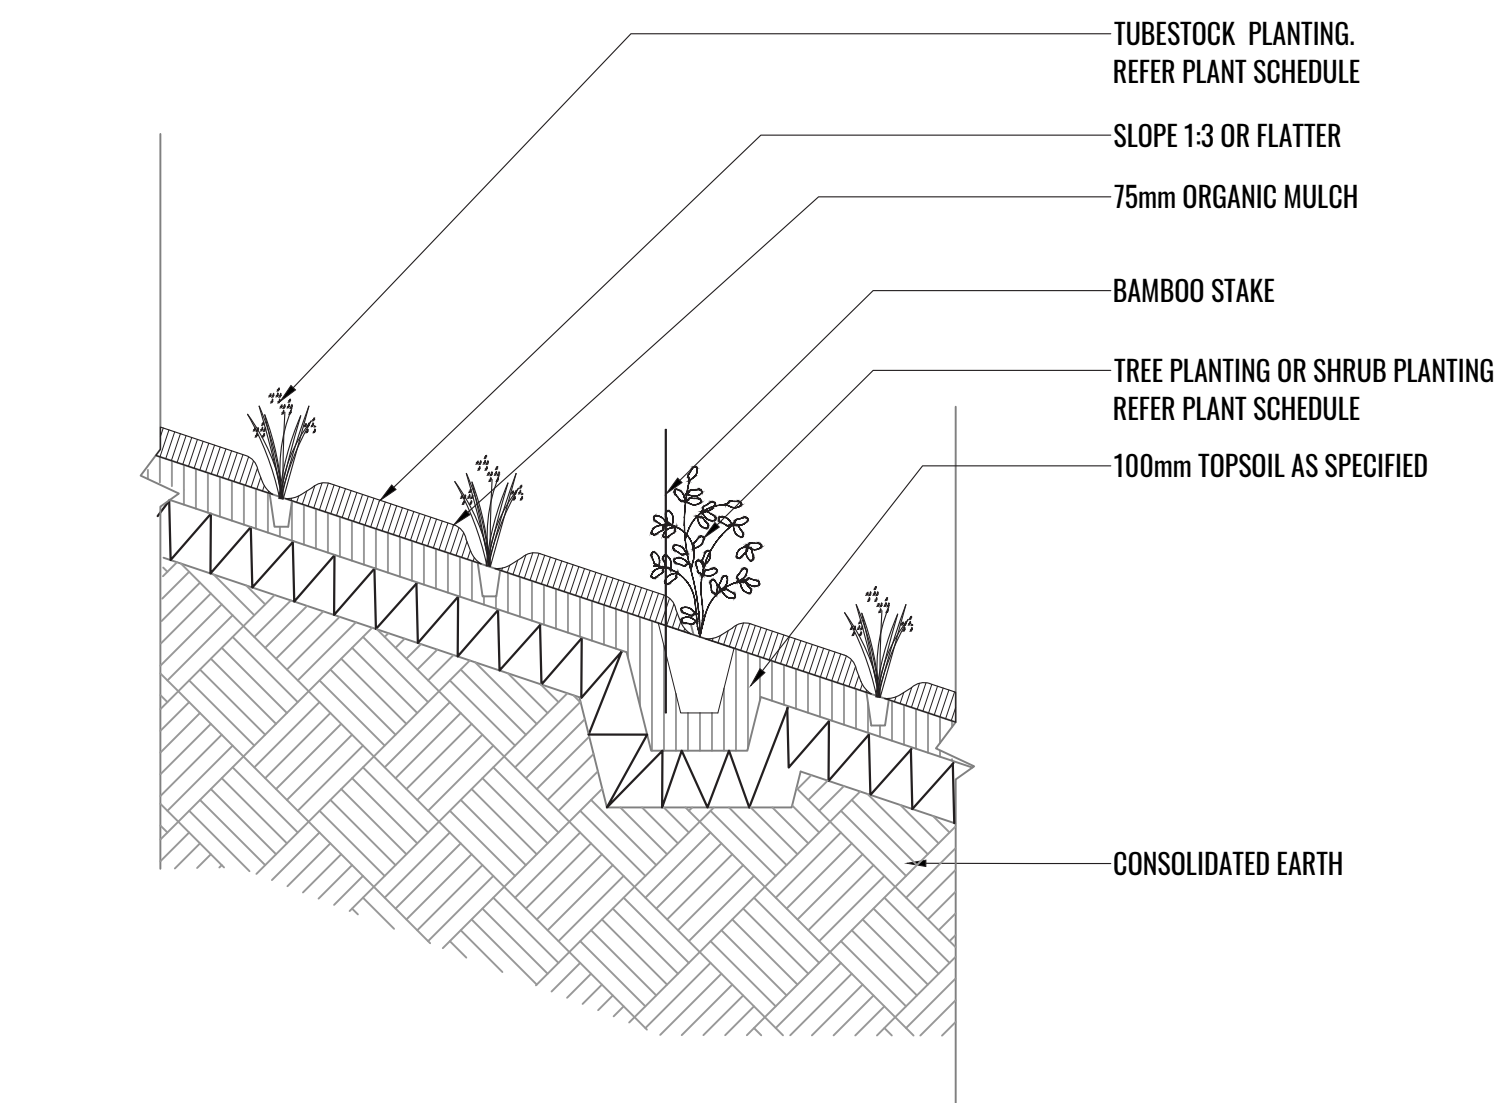 TUBESTOCK PLANTING.
REFER PLANT SCHEDULE
SLOPE 1:3 OR FLATTER
75mm ORGANIC MULCH
BAMBOO STAKE
TREE PLANTING OR SHRUB PLANTING
REFER PLANT SCHEDULE
100mm TOPSOIL AS SPECIFIED
CONSOLIDATED EARTH